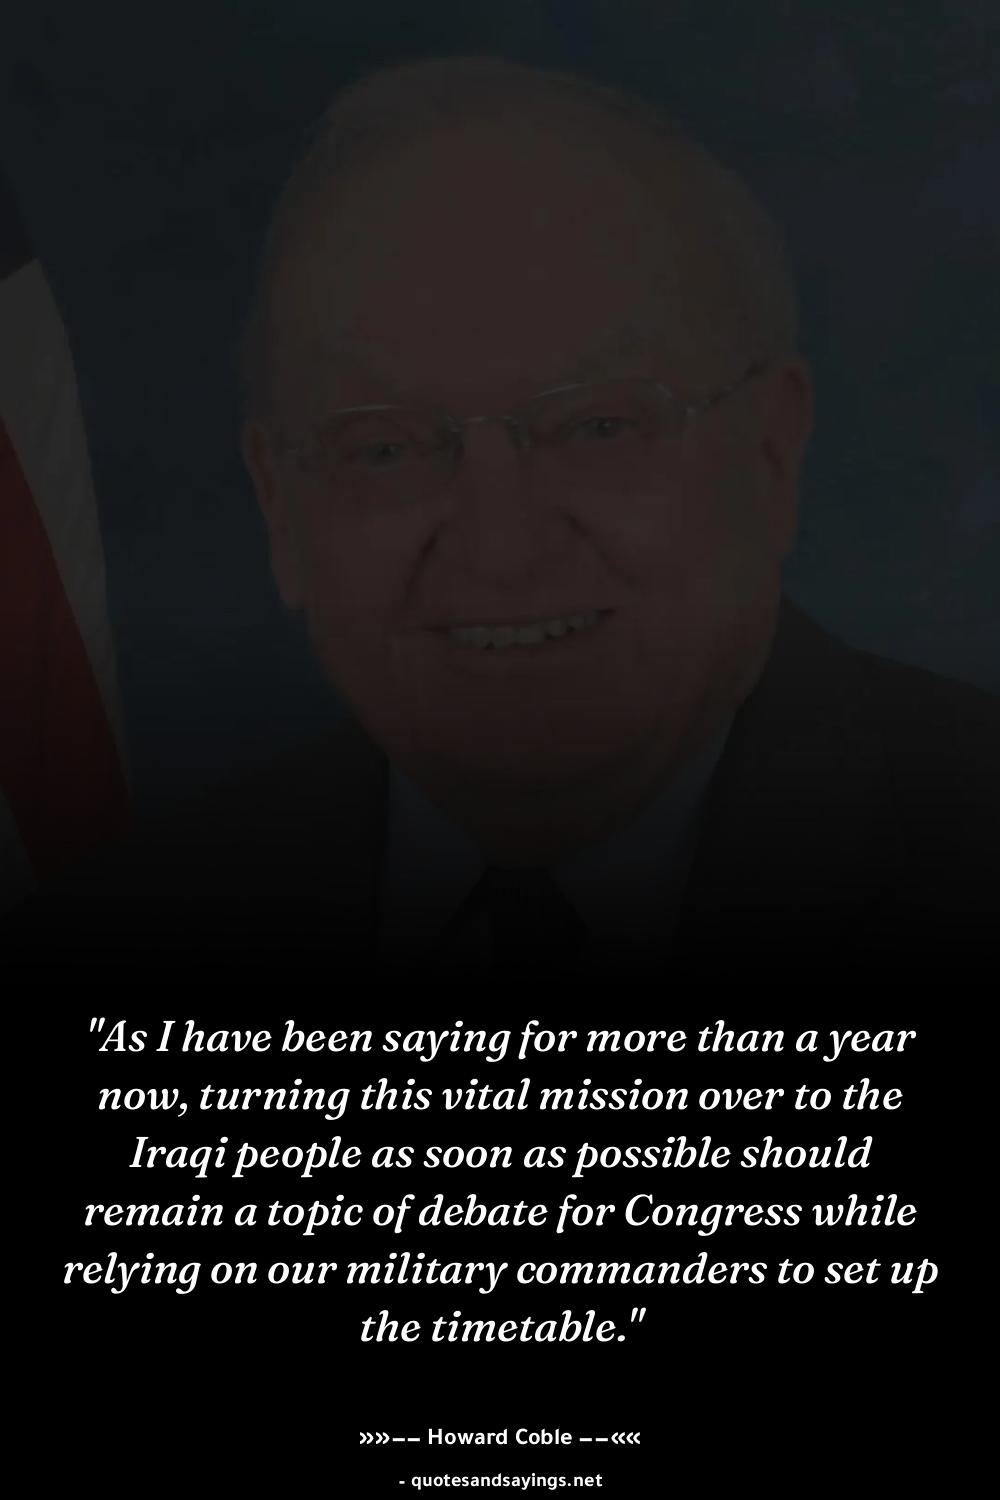 "As I have been saying for more than a year
now, turning this vital mission over to the
Iraqi people as soon as possible should
remain a topic of debate for Congress while
relying on our military commanders to set up
the timetable."
»»−− Howard Coble −−««
- quotesandsayings.net